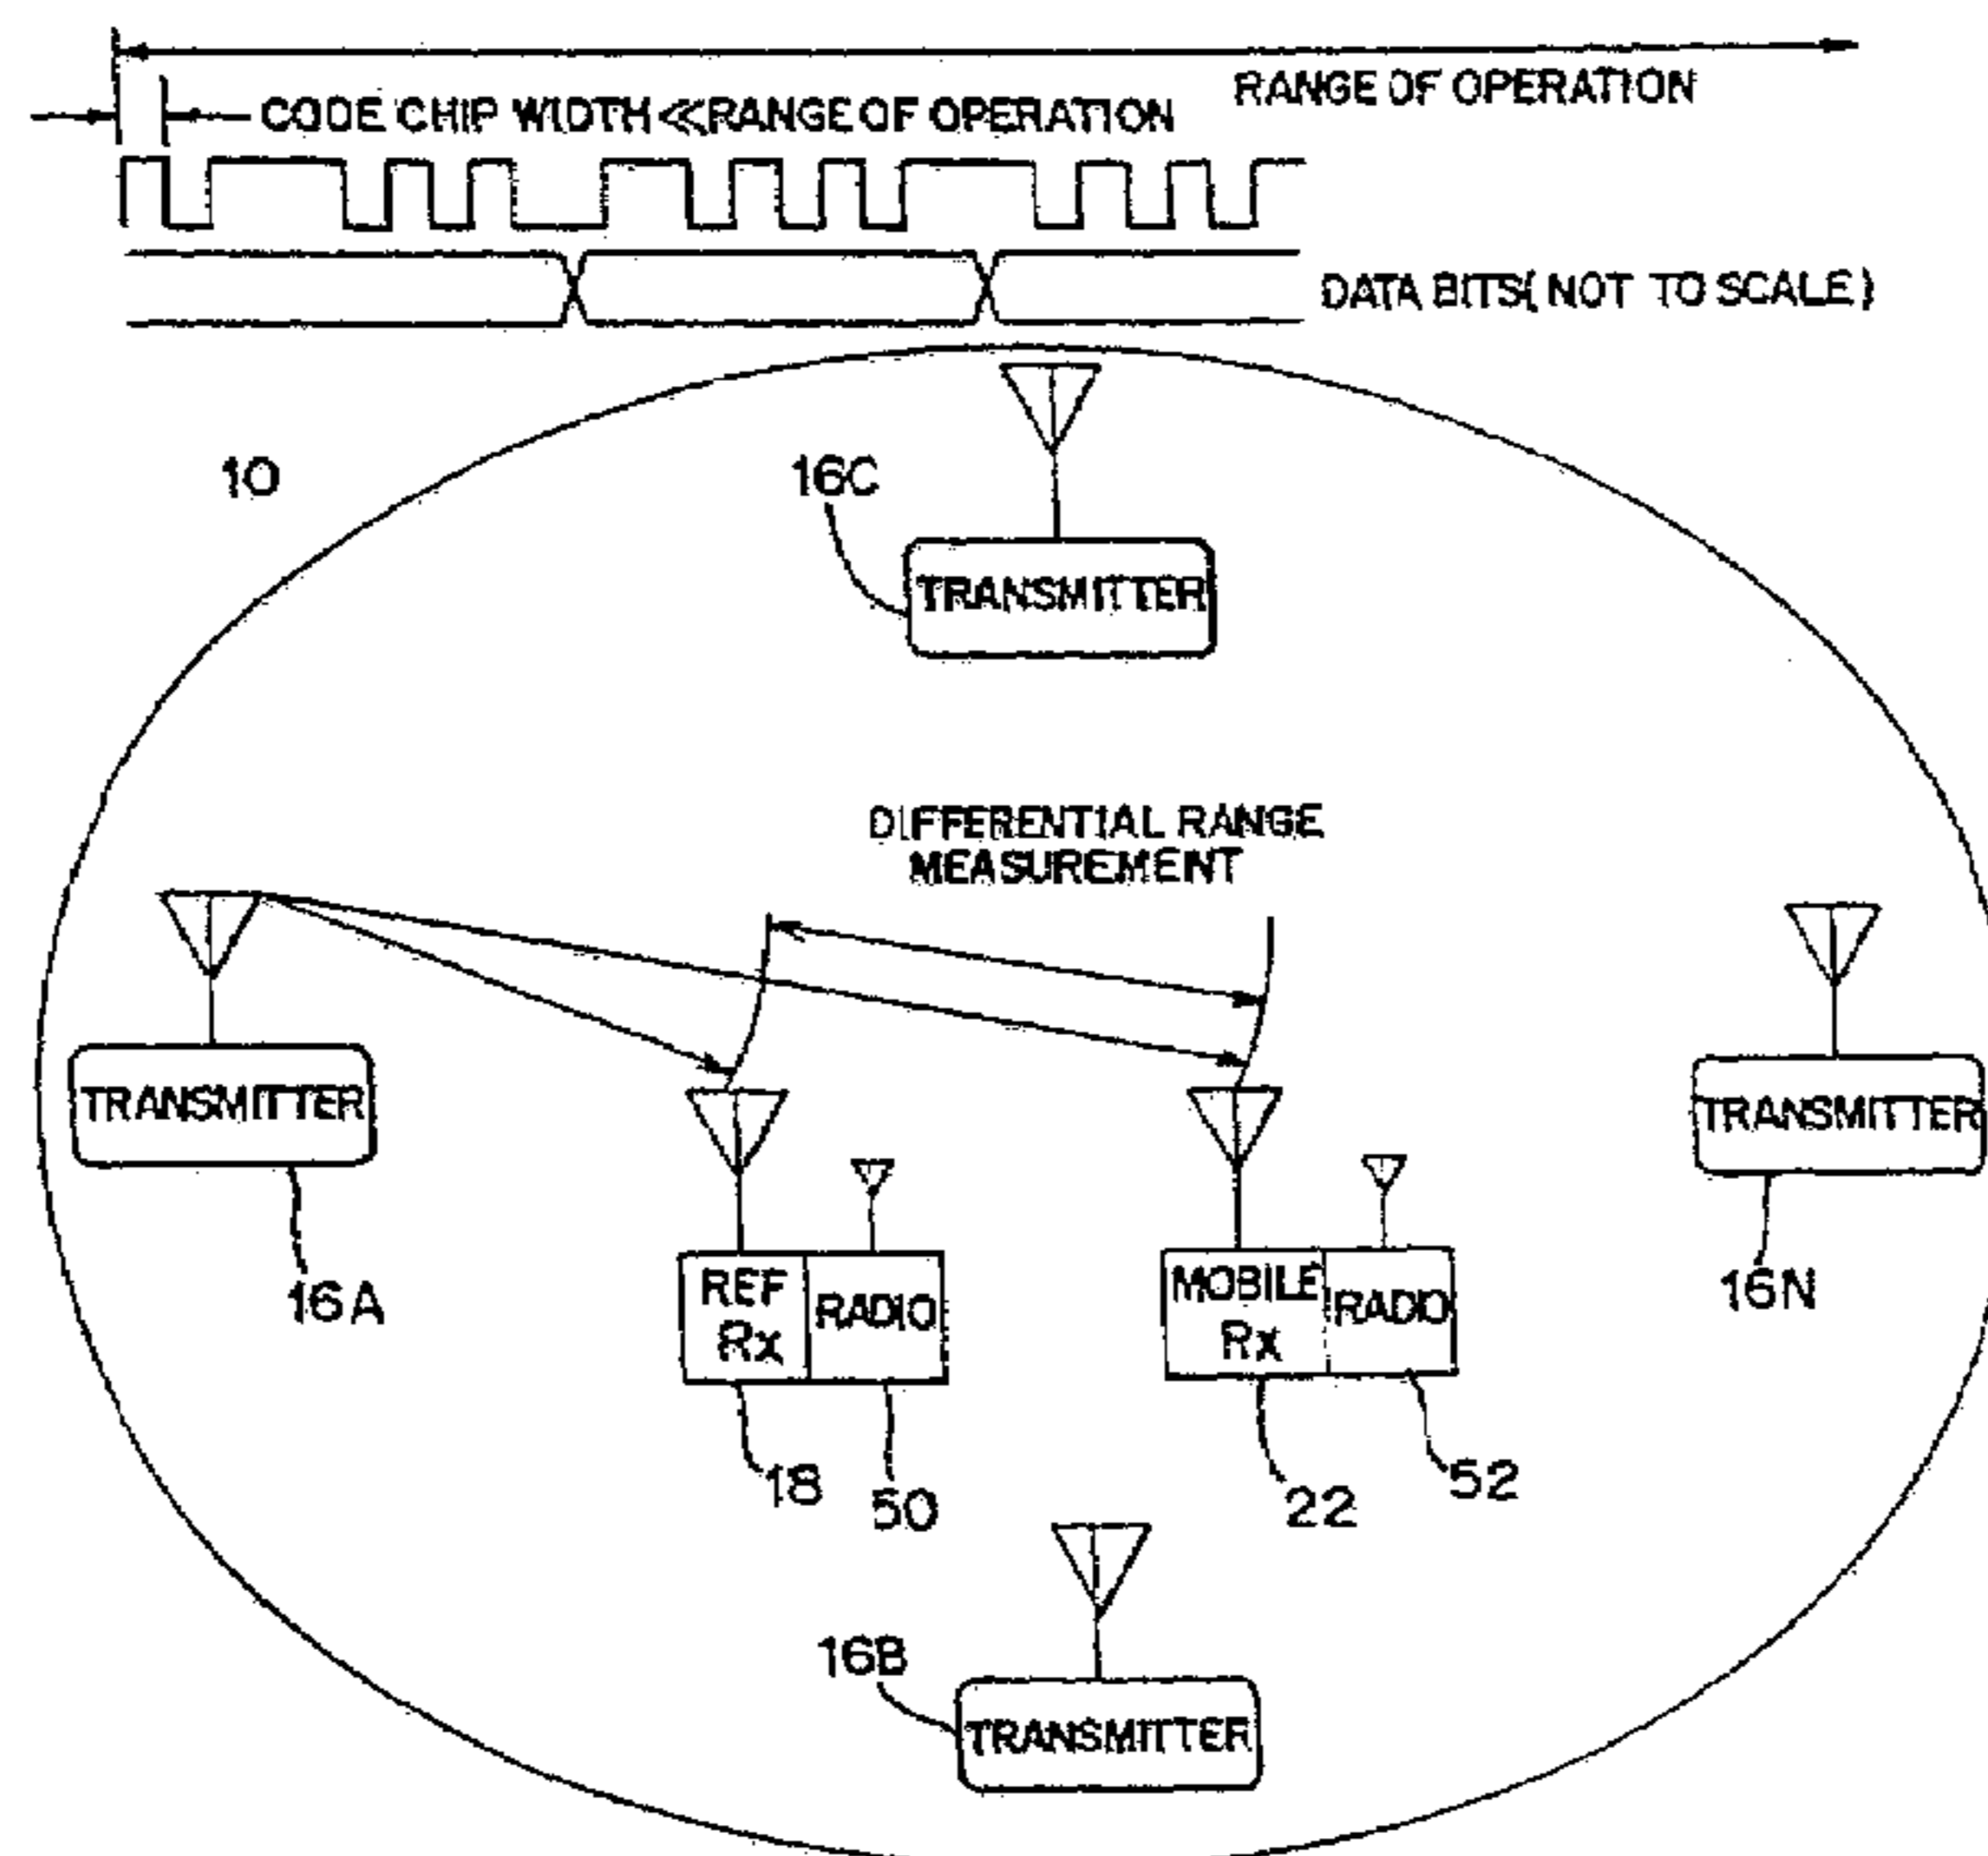 RANGE OF OPERATION
CODE CHIP WIDTH ≪ RANGE OF OPERATION
DATA BITS (NOT TO SCALE)
10
16C
TRANSMITTER
DIFFERENTIAL RANGE
MEASUREMENT
TRANSMITTER
TRANSMITTER
16A
REF
Rx
RADIO
MOBILE
Rx
RADIO
16N
18
50
22
52
16B
TRANSMITTER